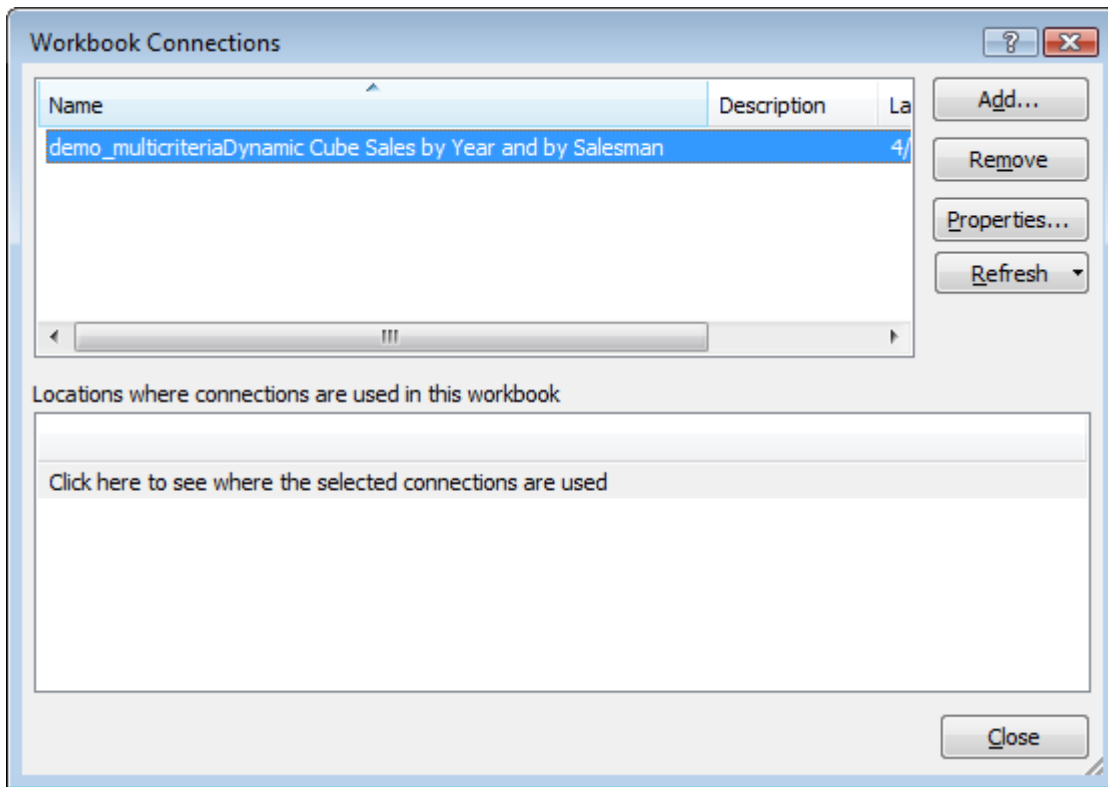 Workbook Connections
Name Description La
demo_multicriteriaDynamic Cube Sales by Year and by Salesman 4/
Add...
Remove
Properties...
Refresh
Locations where connections are used in this workbook
Click here to see where the selected connections are used
Close